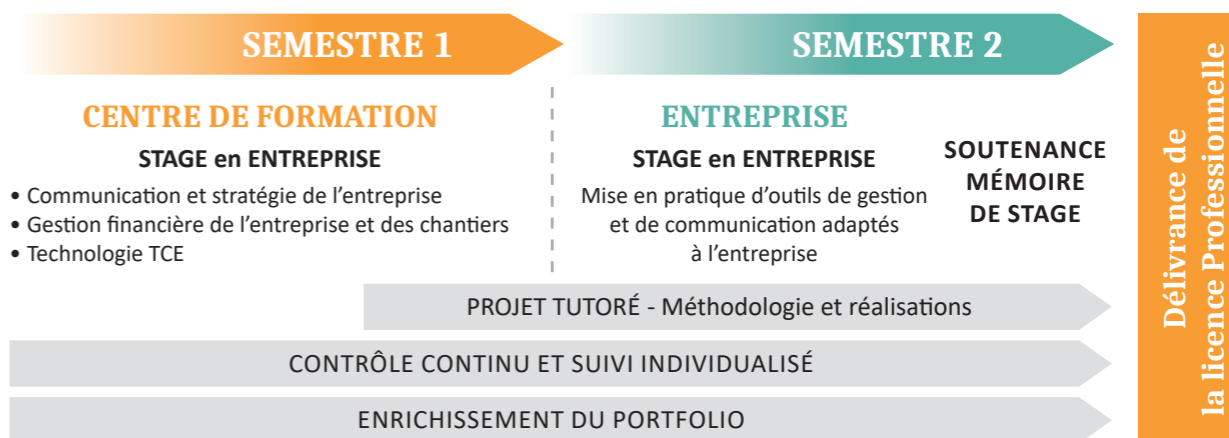 SEMESTRE 1
SEMESTRE 2
CENTRE DE FORMATION
STAGE en ENTREPRISE
• Communication et stratégie de l’entreprise
• Gestion financière de l’entreprise et des chantiers
• Technologie TCE
ENTREPRISE
STAGE en ENTREPRISE
Mise en pratique d’outils de gestion
et de communication adaptés
à l’entreprise
SOUTENANCE
MÉMOIRE
DE STAGE
PROJET TUTORÉ - Méthodologie et réalisations
CONTRÔLE CONTINU ET SUIVI INDIVIDUALISÉ
ENRICHISSEMENT DU PORTFOLIO
Délivrance de
la licence Professionnelle